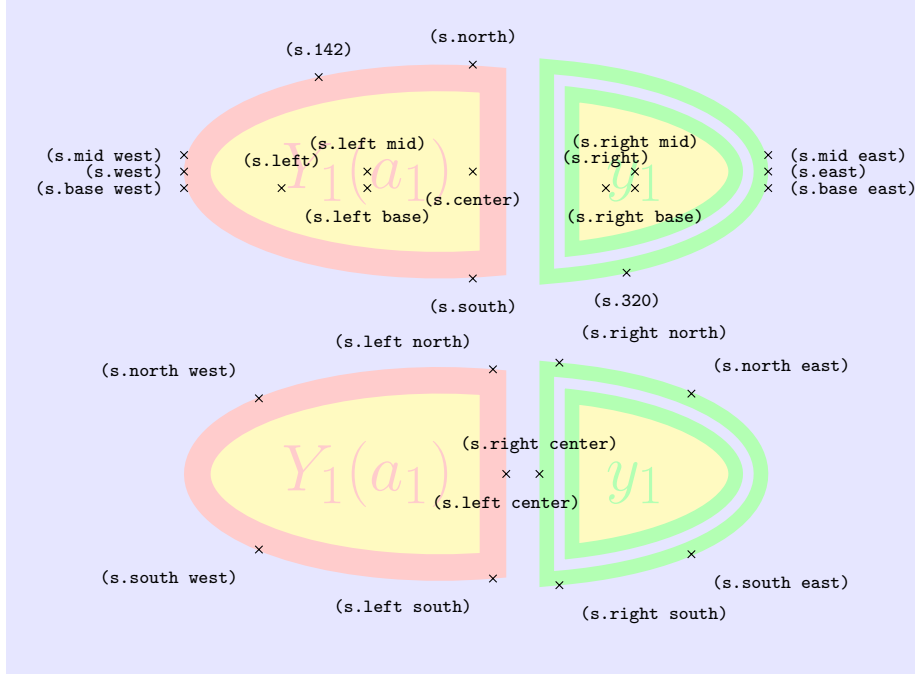 (s.north)
(s.142)
(s.left mid)
(s.right mid)
(s.mid west)
(s.left)
(s.right)
(s.mid east)
Y_1(a_1)
y_1
(s.west)
(s.east)
(s.base west)
(s.center)
(s.base east)
(s.left base)
(s.right base)
(s.320)
(s.south)
(s.right north)
(s.left north)
(s.north west)
(s.north east)
(s.right center)
Y_1(a_1)
y_1
(s.left center)
(s.south west)
(s.south east)
(s.left south)
(s.right south)